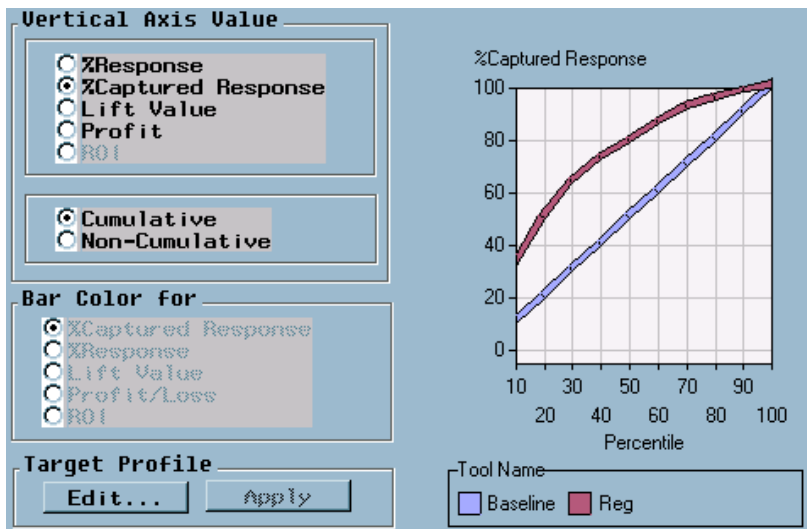 Vertical Axis Value
%Response
%Captured Response
Lift Value
Profit
ROI
Cumulative
Non-Cumulative
Bar Color for
%Captured Response
%Response
Lift Value
Profit/Loss
ROI
Target Profile
Edit...
Apply
%Captured Response
100
80
60
40
20
0
10 30 50 70 90
20 40 60 80 100
Percentile
Tool Name
Baseline Reg